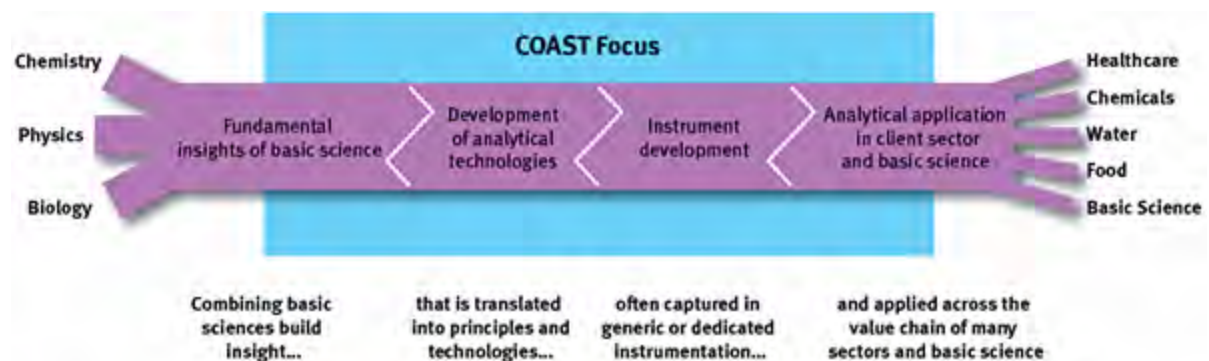 COAST Focus
Chemistry
Physics
Biology
Fundamental
insights of basic science
Development
of analytical
technologies
Instrument
development
Analytical application
in client sector
and basic science
Healthcare
Chemicals
Water
Food
Basic Science
Combining basic
sciences build
insight...
that is translated
into principles and
technologies...
often captured in
generic or dedicated
instrumentation...
and applied across the
value chain of many
sectors and basic science